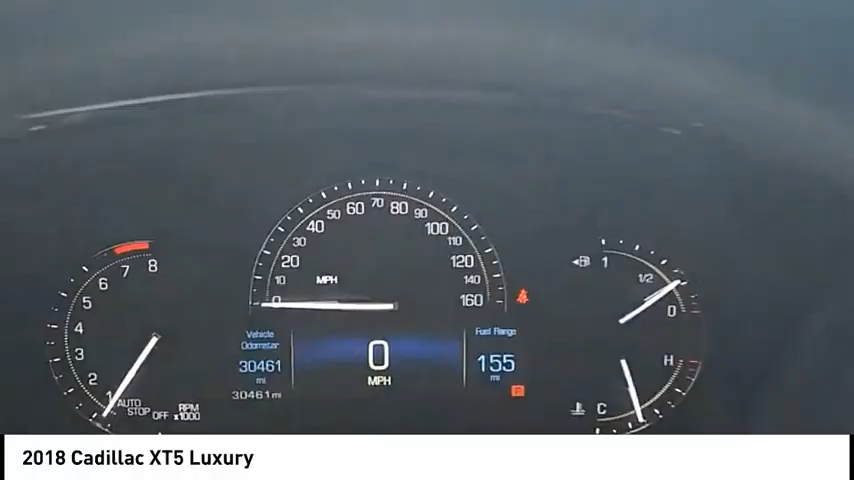 60 70 80
50 90
40 100
30 110
20 120
10 MPH 140
0 160
8
7
6
5
4
3
2
1
AUTO
STOP OFF RPM
x1000
Vehicle
Odometer
30461
mi
30461 mi
0
MPH
Fuel Range
155
mi
P
1
1/2
0
H
C
2018 Cadillac XT5 Luxury